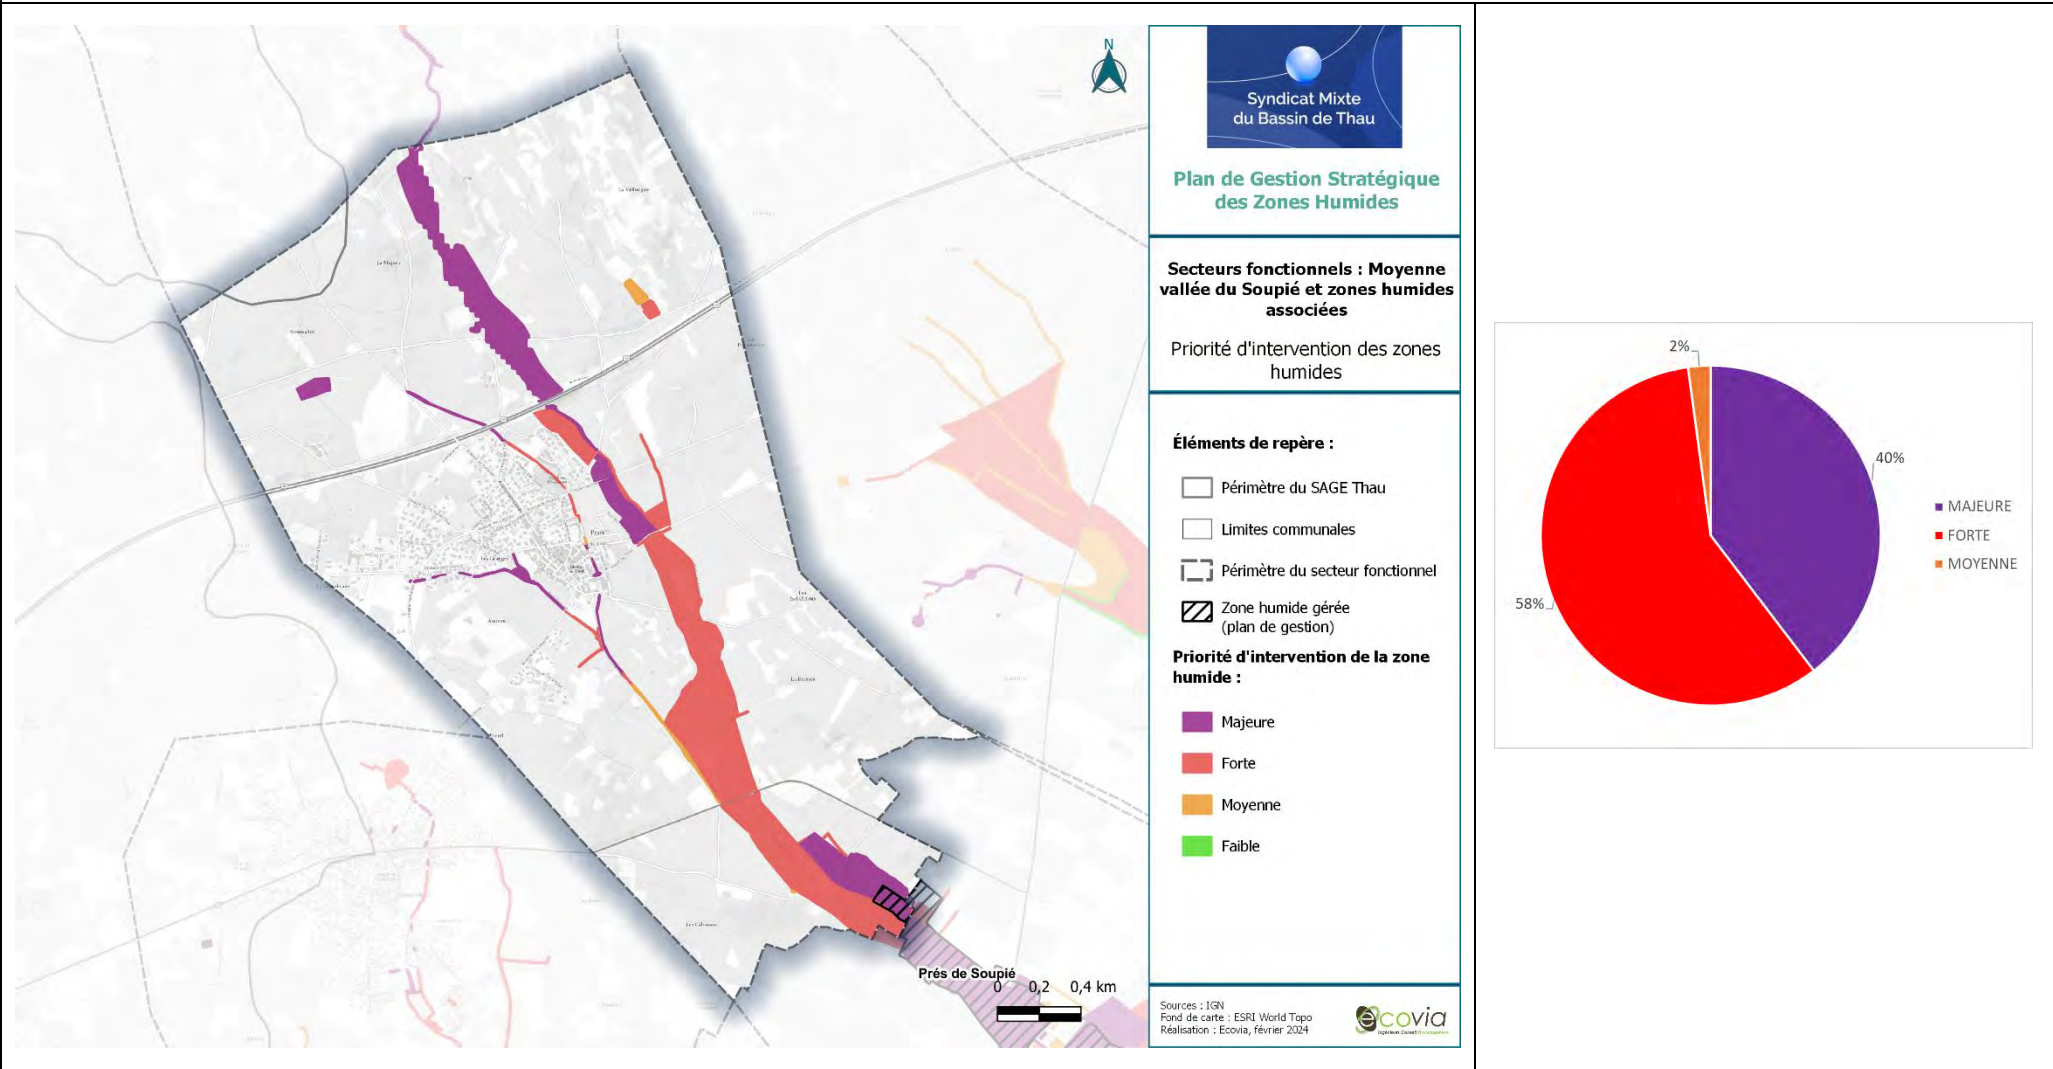 N
Syndicat Mixte
du Bassin de Thau
Plan de Gestion Stratégique
des Zones Humides
Secteurs fonctionnels : Moyenne
vallée du Soupié et zones humides
associées
Priorité d'intervention des zones
humides
Éléments de repère :
Périmètre du SAGE Thau
Limites communales
Périmètre du secteur fonctionnel
Zone humide gérée
(plan de gestion)
Priorité d'intervention de la zone
humide :
Majeure
Forte
Moyenne
Faible
Sources : IGN
Fond de carte : ESRI World Topo
Réalisation : Ecovia, février 2024
ecovia
Prés de Soupié
0 0,2 0,4 km
2%
40%
58%
MAJEURE
FORTE
MOYENNE